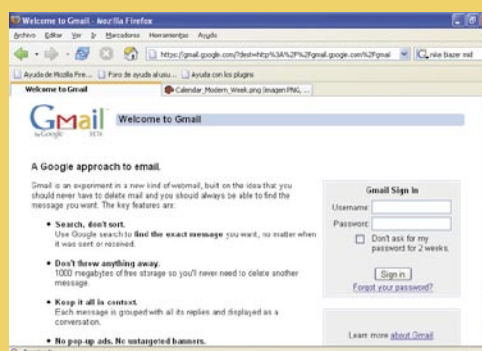 Welcome to Gmail - Mozilla Firefox
Archivo Editar Ver Ir Marcadores Herramientas Ayuda
https://gmail.google.com/?dest=http%3A%2F%2Fgmail.google.com%2Fgmail
nike blazer mid
Ayuda de Mozilla Fire... Foro de ayuda al usu... Ayuda con los plugins
Welcome to Gmail Calendar_Modern_Week.png (imagen PNG, ...
Gmail by Google BETA
Welcome to Gmail
A Google approach to email.
Gmail is an experiment in a new kind of webmail, built on the idea that you
should never have to delete mail and you should always be able to find the
message you want. The key features are:
Search, don't sort.
Use Google search to find the exact message you want, no matter when
it was sent or received.
Don't throw anything away.
1000 megabytes of free storage so you'll never need to delete another
message.
Keep it all in context.
Each message is grouped with all its replies and displayed as a
conversation.
No pop-up ads. No untargeted banners.
Gmail Sign In
Username:
Password:
Don't ask for my
password for 2 weeks.
Sign in
Forgot your password?
Learn more about Gmail